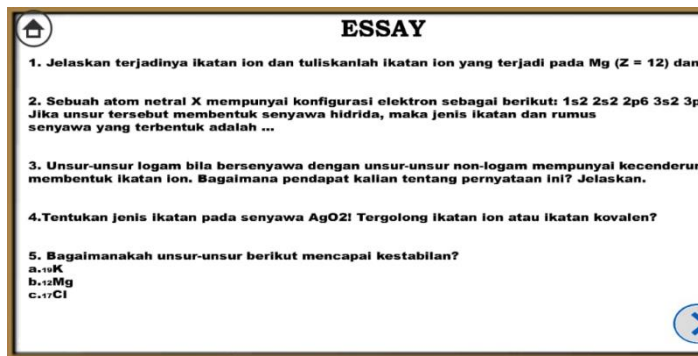 ESSAY
1. Jelaskan terjadinya ikatan ion dan tuliskanlah ikatan ion yang terjadi pada Mg (Z = 12) dan
2. Sebuah atom netral X mempunyai konfigurasi elektron sebagai berikut: 1s2 2s2 2p6 3s2
Jika unsur tersebut membentuk senyawa hidrida, maka jenis ikatan dan rumus
senyawa yang terbentuk adalah ...
3. Unsur-unsur logam bila bersenyawa dengan unsur-unsur non-logam mempunyai
membentuk ikatan ion. Bagaimana pendapat kalian tentang pernyataan ini? Jelaskan.
4.Tentukan jenis ikatan pada senyawa AgO2! Tergolong ikatan ion atau ikatan kovalen?
5. Bagaimanakah unsur-unsur berikut mencapai kestabilan?
a.₁₉K
b.₁₂Mg
c.₁₇Cl